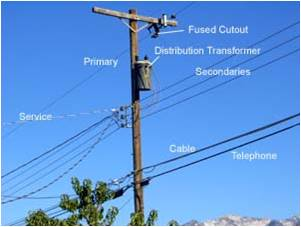 Fused Cutout
Distribution Transformer
Primary
Secondaries
Service
Cable
Telephone